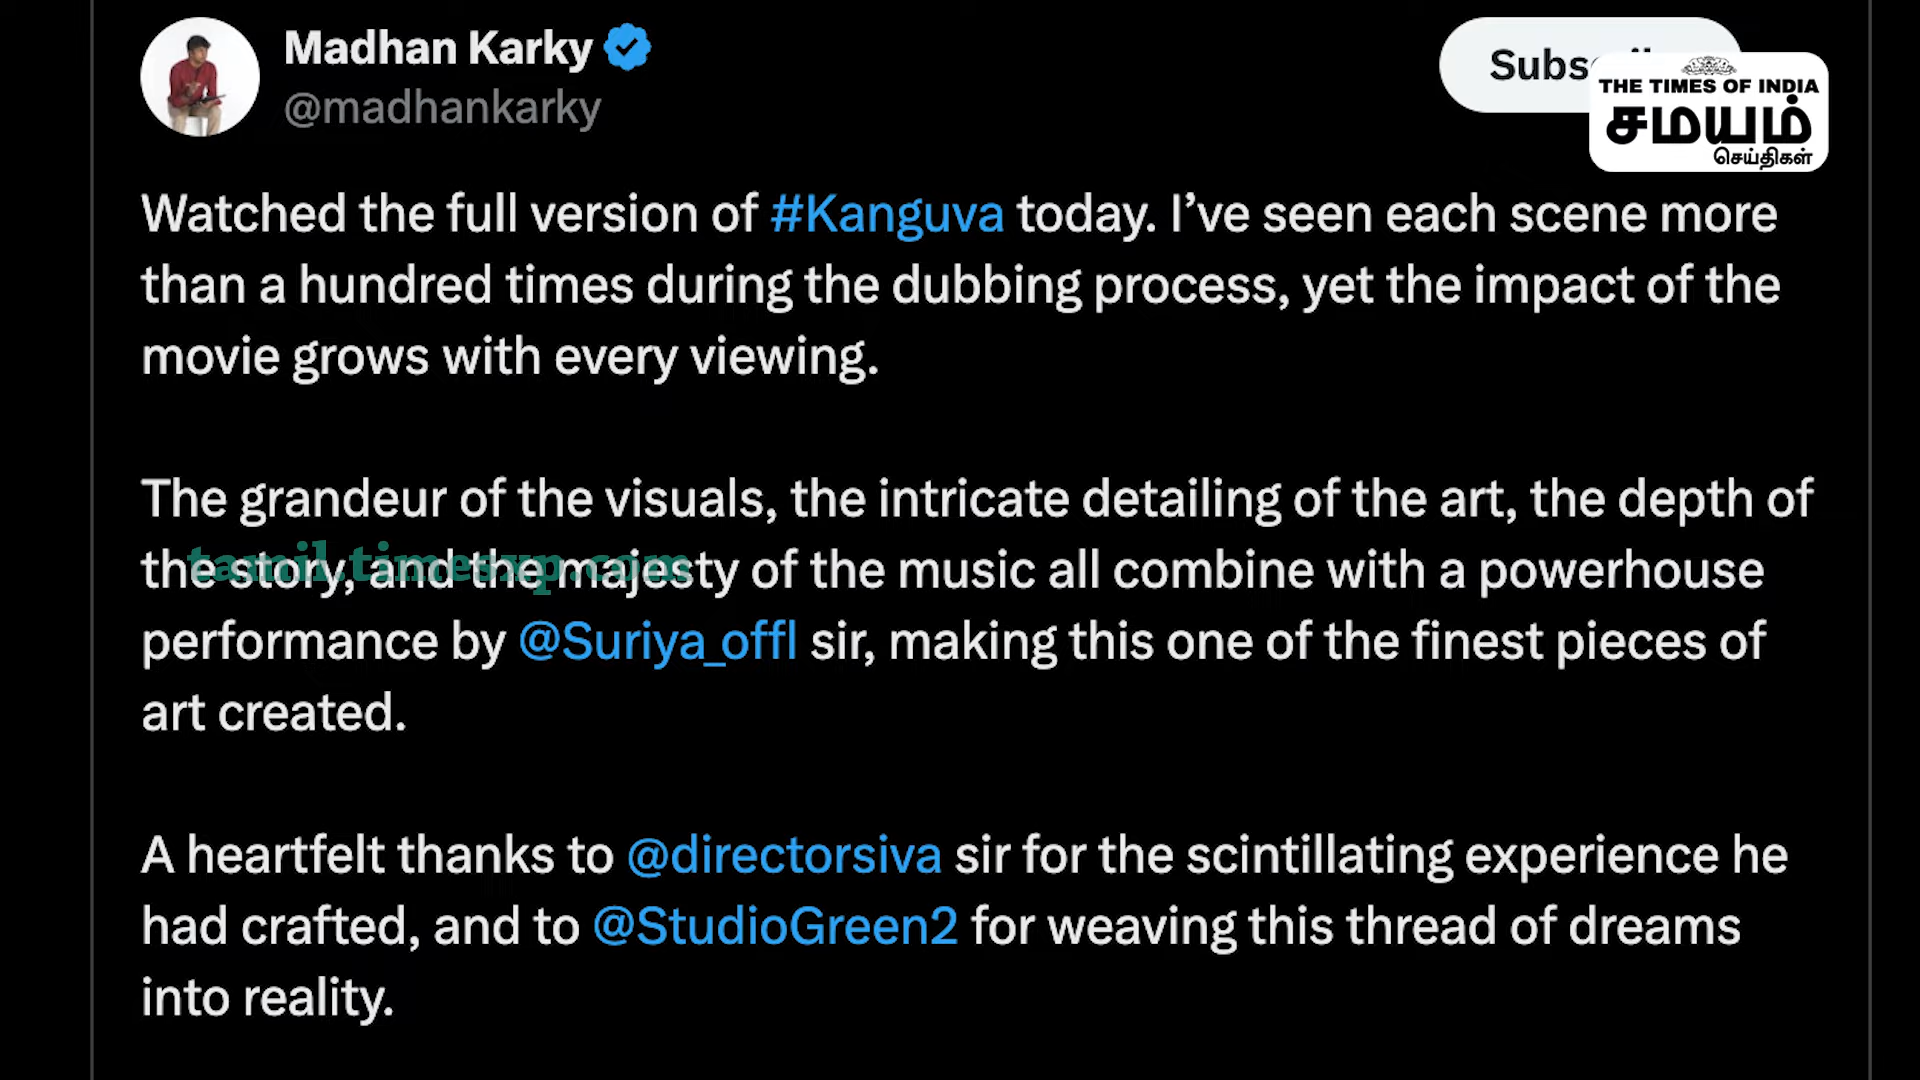 Madhan Karky
@madhankarky
THE TIMES OF INDIA
சமயம்
செய்திகள்
Watched the full version of #Kanguva today. I’ve seen each scene more
than a hundred times during the dubbing process, yet the impact of the
movie grows with every viewing.
The grandeur of the visuals, the intricate detailing of the art, the depth of
the story, and the majesty of the music all combine with a powerhouse
tamil.timesxp.com
performance by @Suriya_offl sir, making this one of the finest pieces of
art created.
A heartfelt thanks to @directorsiva sir for the scintillating experience he
had crafted, and to @StudioGreen2 for weaving this thread of dreams
into reality.